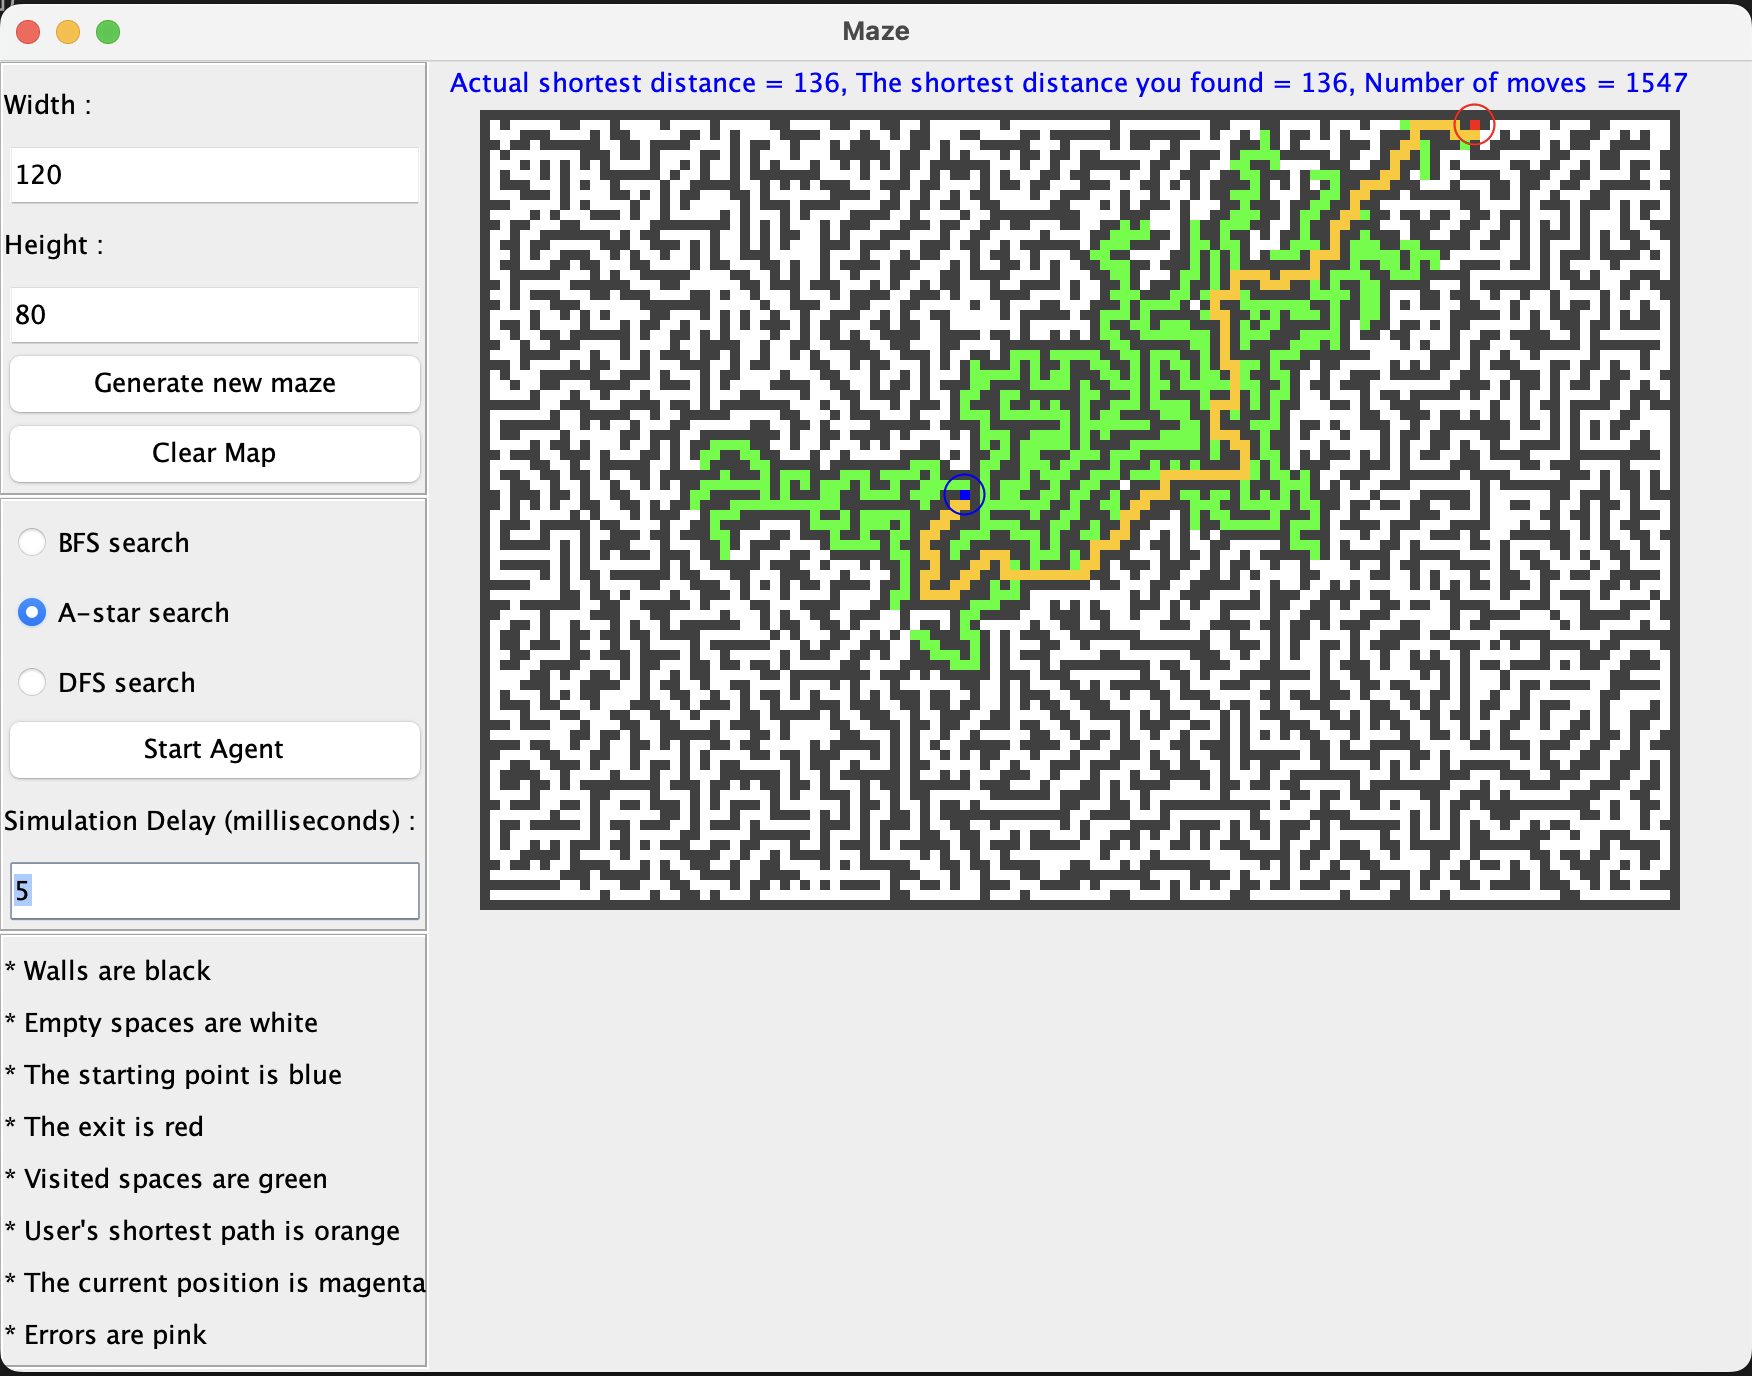 Maze
Actual shortest distance = 136, The shortest distance you found = 136, Number of moves = 1547
Width :
120
Height :
80
Generate new maze
Clear Map
BFS search
A-star search
DFS search
Start Agent
Simulation Delay (milliseconds) :
5
* Walls are black
* Empty spaces are white
* The starting point is blue
* The exit is red
* Visited spaces are green
* User's shortest path is orange
* The current position is magenta
* Errors are pink